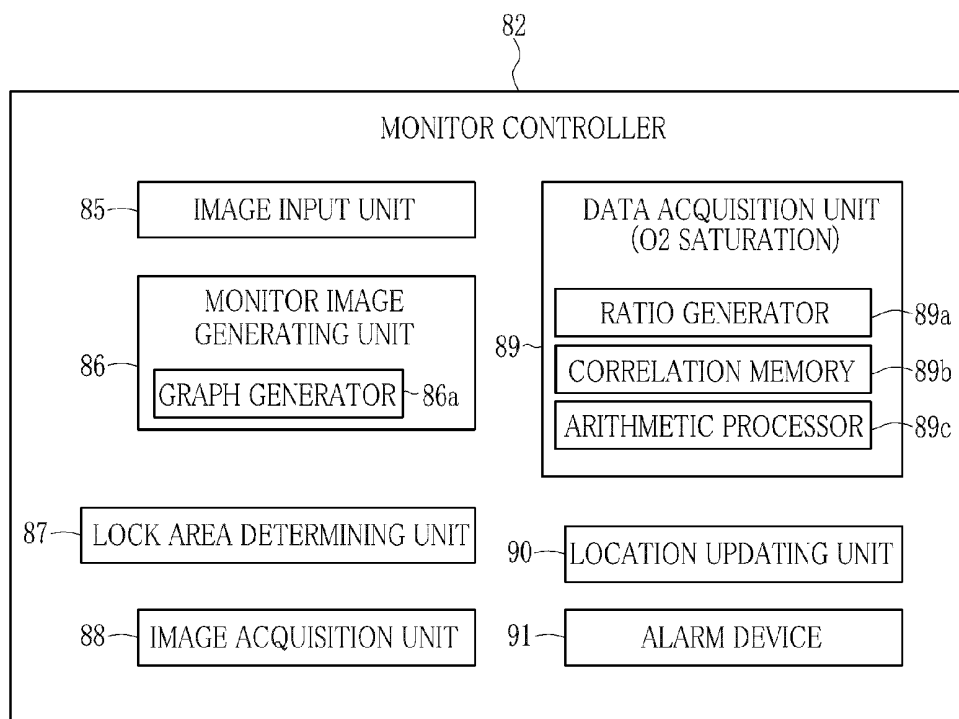 82
MONITOR CONTROLLER
85
IMAGE INPUT UNIT
86
MONITOR IMAGE
GENERATING UNIT
GRAPH GENERATOR
86a
87
LOCK AREA DETERMINING UNIT
88
IMAGE ACQUISITION UNIT
89
DATA ACQUISITION UNIT
(O2 SATURATION)
RATIO GENERATOR
89a
CORRELATION MEMORY
89b
ARITHMETIC PROCESSOR
89c
90
LOCATION UPDATING UNIT
91
ALARM DEVICE